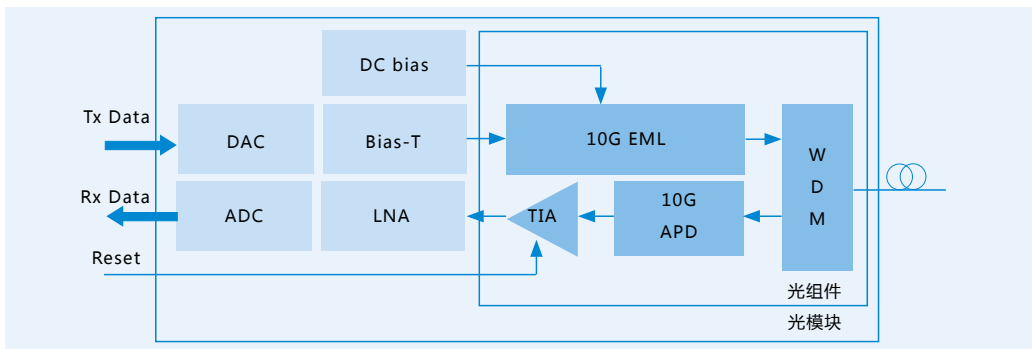 DC bias
Tx Data
DAC
Bias-T
10G EML
W
D
M
Rx Data
ADC
LNA
TIA
10G
APD
Reset
光组件
光模块